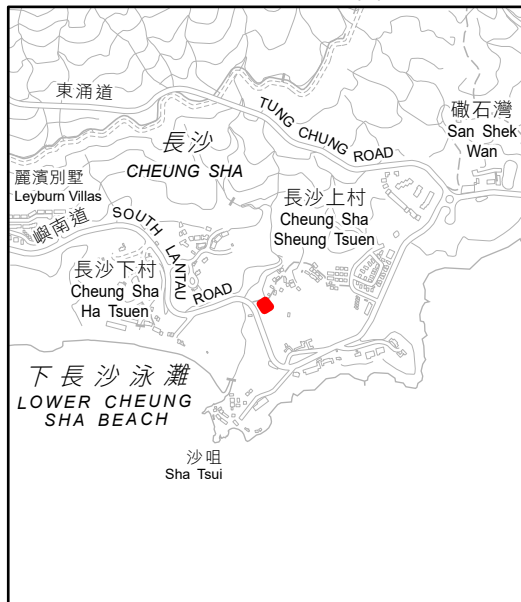 東涌道
TUNG CHUNG ROAD
礮石灣
San Shek
Wan
長沙
CHEUNG SHA
麗濱別墅
Leyburn Villas
嶼南道
SOUTH LANTAU ROAD
長沙上村
Cheung Sha
Sheung Tsuen
長沙下村
Cheung Sha
Ha Tsuen
下長沙泳灘
LOWER CHEUNG
SHA BEACH
沙咀
Sha Tsui